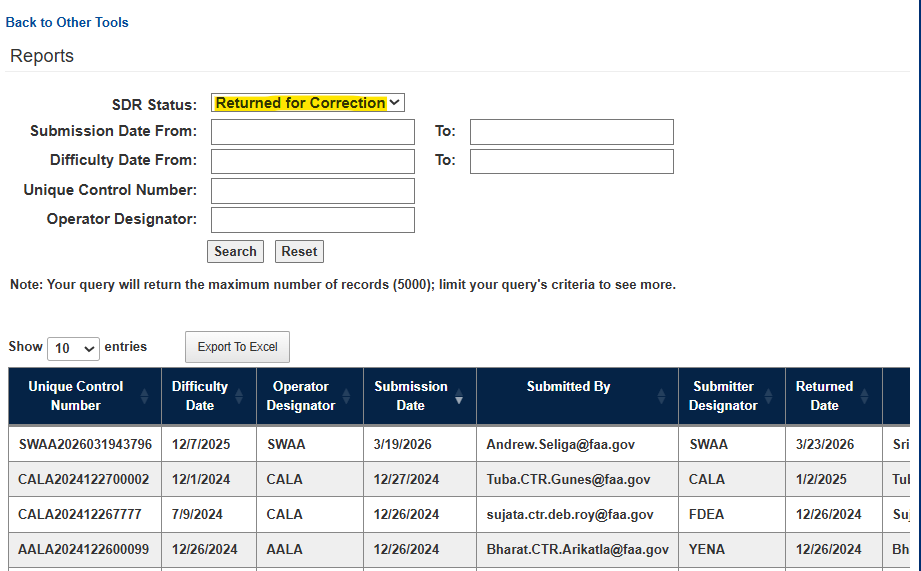 Back to Other Tools
Reports
SDR Status: Returned for Correction
Submission Date From: To:
Difficulty Date From: To:
Unique Control Number:
Operator Designator:
Search Reset
Note: Your query will return the maximum number of records (5000); limit your query's criteria to see more.
Show 10 entries Export To Excel
Unique Control Number Difficulty Date Operator Designator Submission Date Submitted By Submitter Designator Returned Date
SWAA2026031943796 12/7/2025 SWAA 3/19/2026 Andrew.Seliga@faa.gov SWAA 3/23/2026 Sri
CALA2024122700002 12/1/2024 CALA 12/27/2024 Tuba.CTR.Gunes@faa.gov CALA 1/2/2025
CALA202412267777 7/9/2024 CALA 12/26/2024 sujata.ctr.deb.roy@faa.gov FDEA 12/26/2024
AALA2024122600099 12/26/2024 AALA 12/26/2024 Bharat.CTR.Arikatla@faa.gov YENA 12/26/2024 Bh